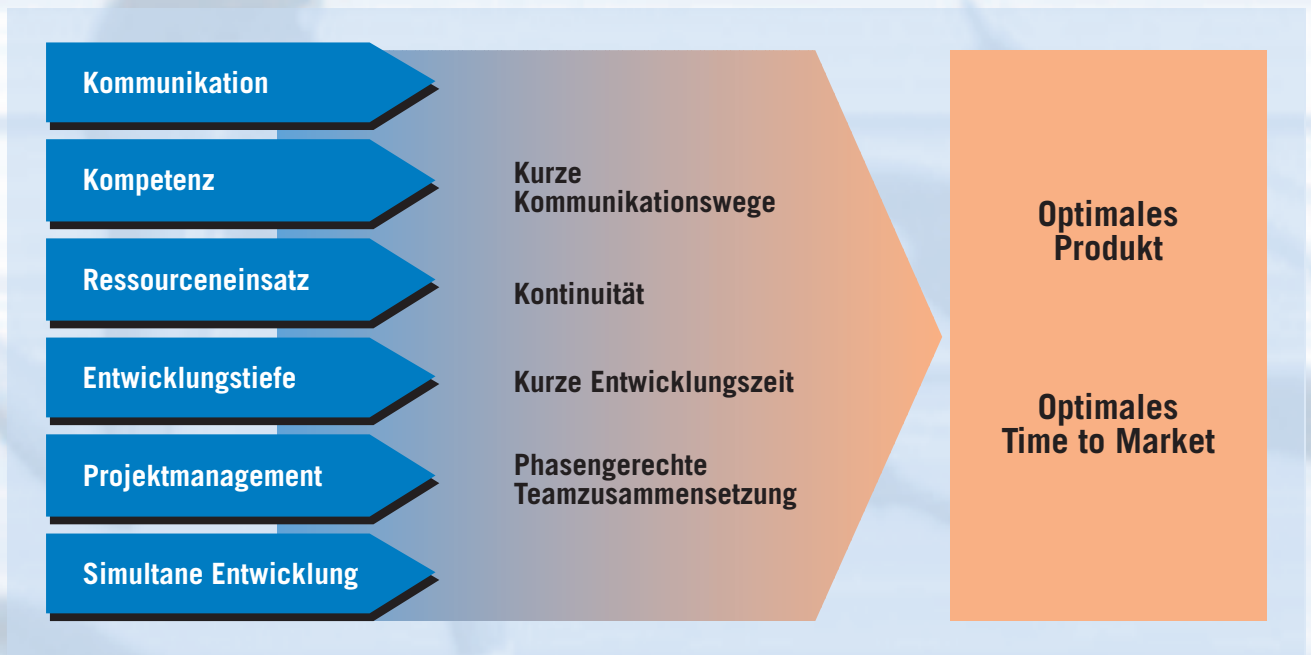 Kommunikation
Kompetenz
Ressourceneinsatz
Entwicklungstiefe
Projektmanagement
Simultane Entwicklung
Kurze
Kommunikationswege
Kontinuität
Kurze Entwicklungszeit
Phasengerechte
Teamzusammensetzung
Optimales
Produkt
Optimales
Time to Market